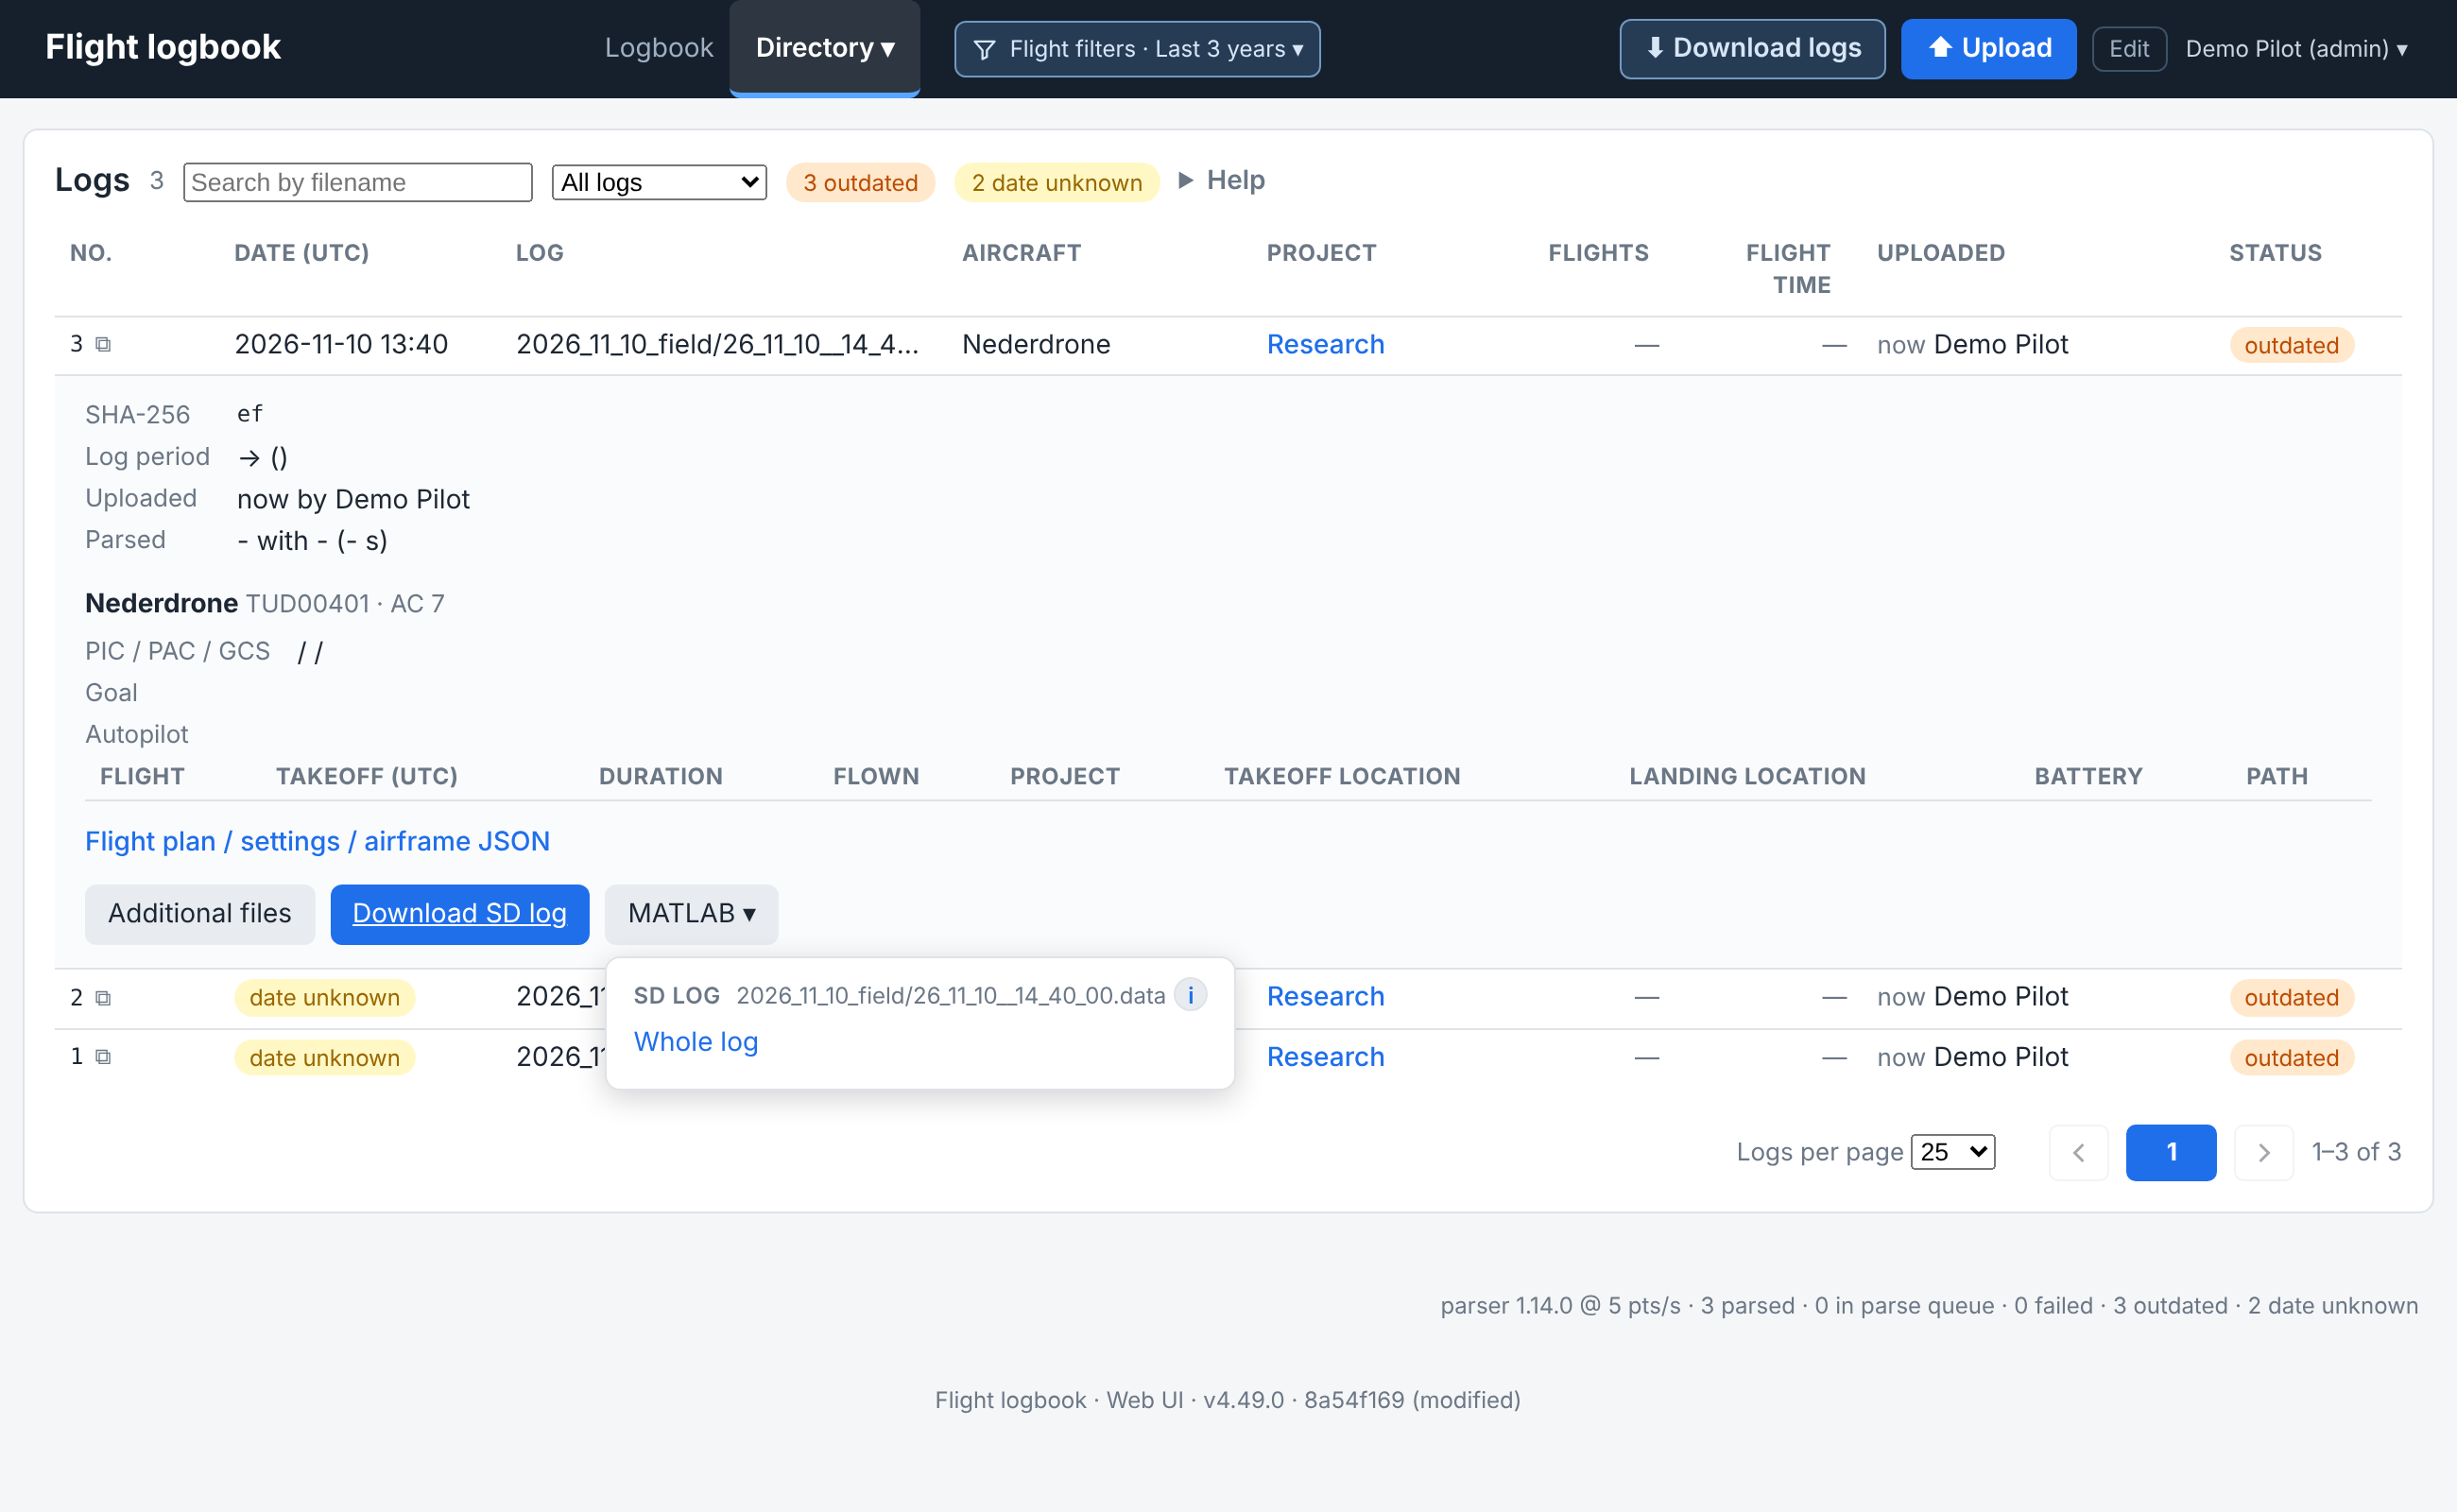 Flight logbook
Logbook
Directory ▾
Flight filters · Last 3 years ▾
⬇ Download logs
⬆ Upload
Edit
Demo Pilot (admin) ▾
Logs 3
Search by filename
All logs
3 outdated
2 date unknown
▶ Help
NO. DATE (UTC) LOG AIRCRAFT PROJECT FLIGHTS FLIGHT TIME UPLOADED STATUS
3 2026-11-10 13:40 2026_11_10_field/26_11_10__14_4... Nederdrone Research — — now Demo Pilot outdated
SHA-256 ef
Log period → ()
Uploaded now by Demo Pilot
Parsed - with - (- s)
Nederdrone TUD00401 · AC 7
PIC / PAC / GCS / /
Goal
Autopilot
FLIGHT TAKEOFF (UTC) DURATION FLOWN PROJECT TAKEOFF LOCATION LANDING LOCATION BATTERY PATH
Flight plan / settings / airframe JSON
Additional files
Download SD log
MATLAB ▾
SD LOG 2026_11_10_field/26_11_10__14_40_00.data i
Whole log
2 date unknown 2026_1 Research — — now Demo Pilot outdated
1 date unknown 2026_1 Research — — now Demo Pilot outdated
Logs per page 25
1
1–3 of 3
parser 1.14.0 @ 5 pts/s · 3 parsed · 0 in parse queue · 0 failed · 3 outdated · 2 date unknown
Flight logbook · Web UI · v4.49.0 · 8a54f169 (modified)